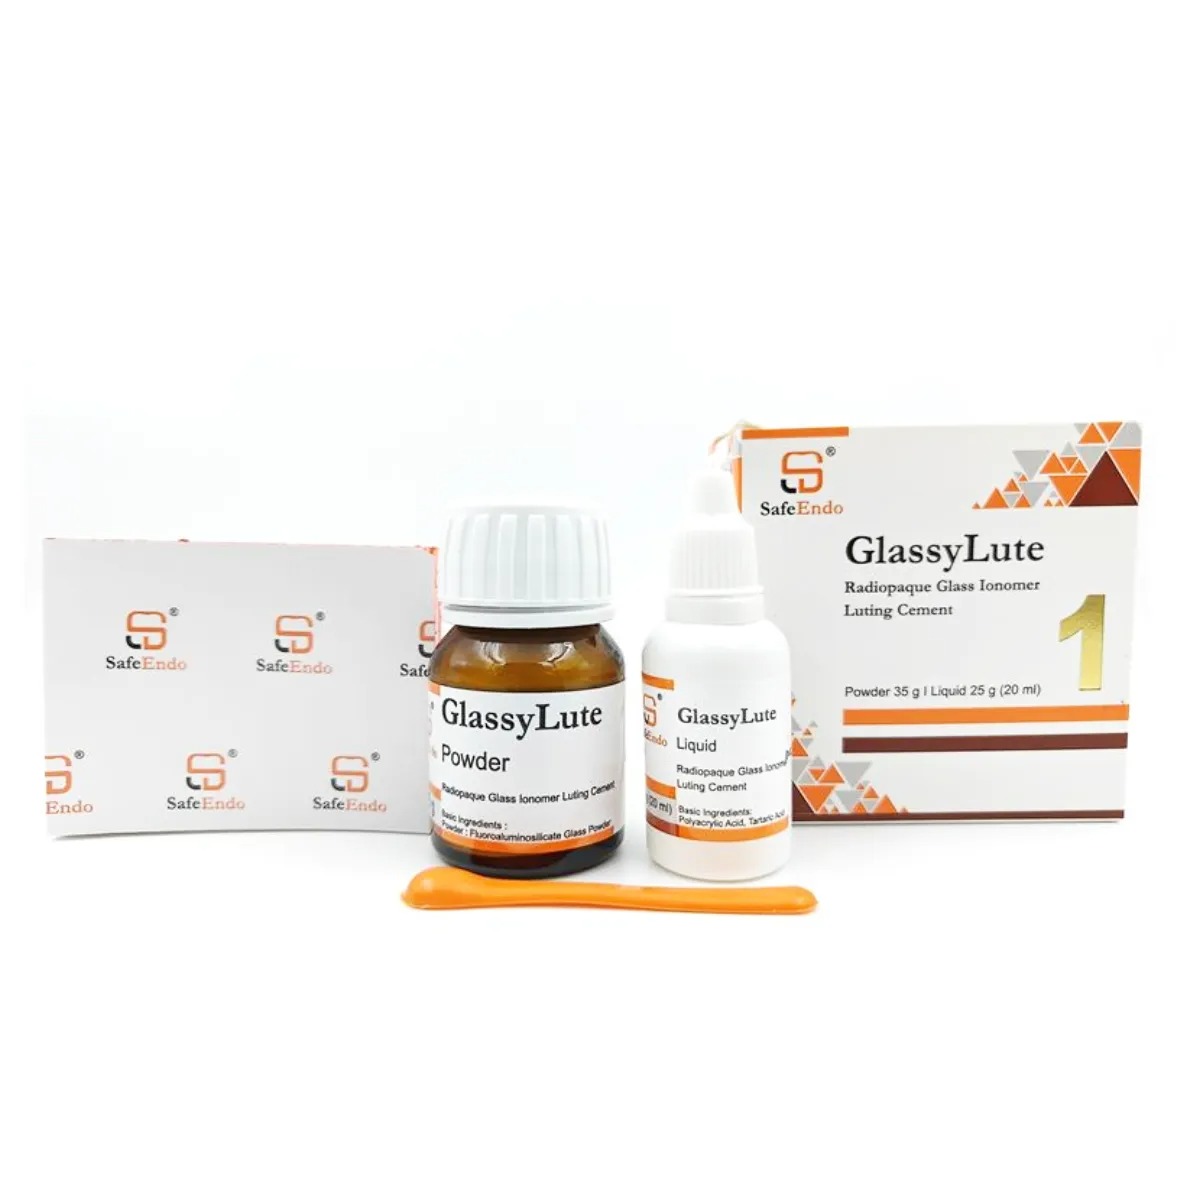 SafeEndo
SafeEndo
SafeEndo
SafeEndo
SafeEndo
GlassyLute
Powder
Radiopaque Glass Ionomer Luting Cement
Basic Ingredients :
Powder : Fluoroaluminosilicate Glass Powder
GlassyLute
Liquid
Radiopaque Glass Ionomer
Luting Cement
(20 ml)
Basic Ingredients:
Polyacrylic Acid, Tartaric Acid
SafeEndo
GlassyLute
Radiopaque Glass Ionomer
Luting Cement
1
Powder 35 g I Liquid 25 g (20 ml)